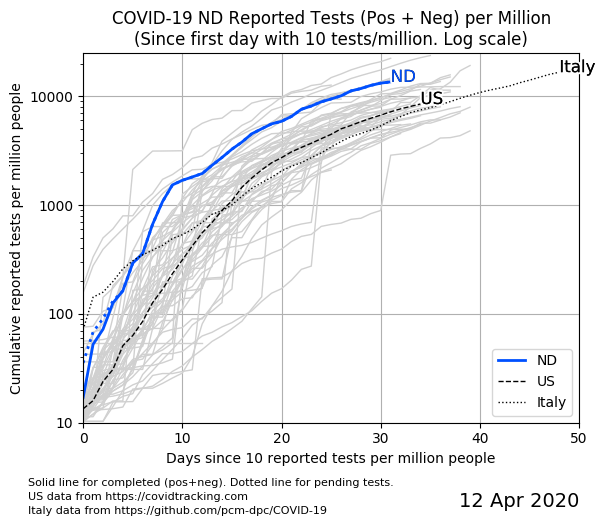 COVID-19 ND Reported Tests (Pos + Neg) per Million
(Since first day with 10 tests/million. Log scale)
Cumulative reported tests per million people
10000
1000
100
10
ND
US
Italy
ND
US
Italy
0 10 20 30 40 50
Days since 10 reported tests per million people
Solid line for completed (pos+neg). Dotted line for pending tests.
US data from https://covidtracking.com
Italy data from https://github.com/pcm-dpc/COVID-19
12 Apr 2020